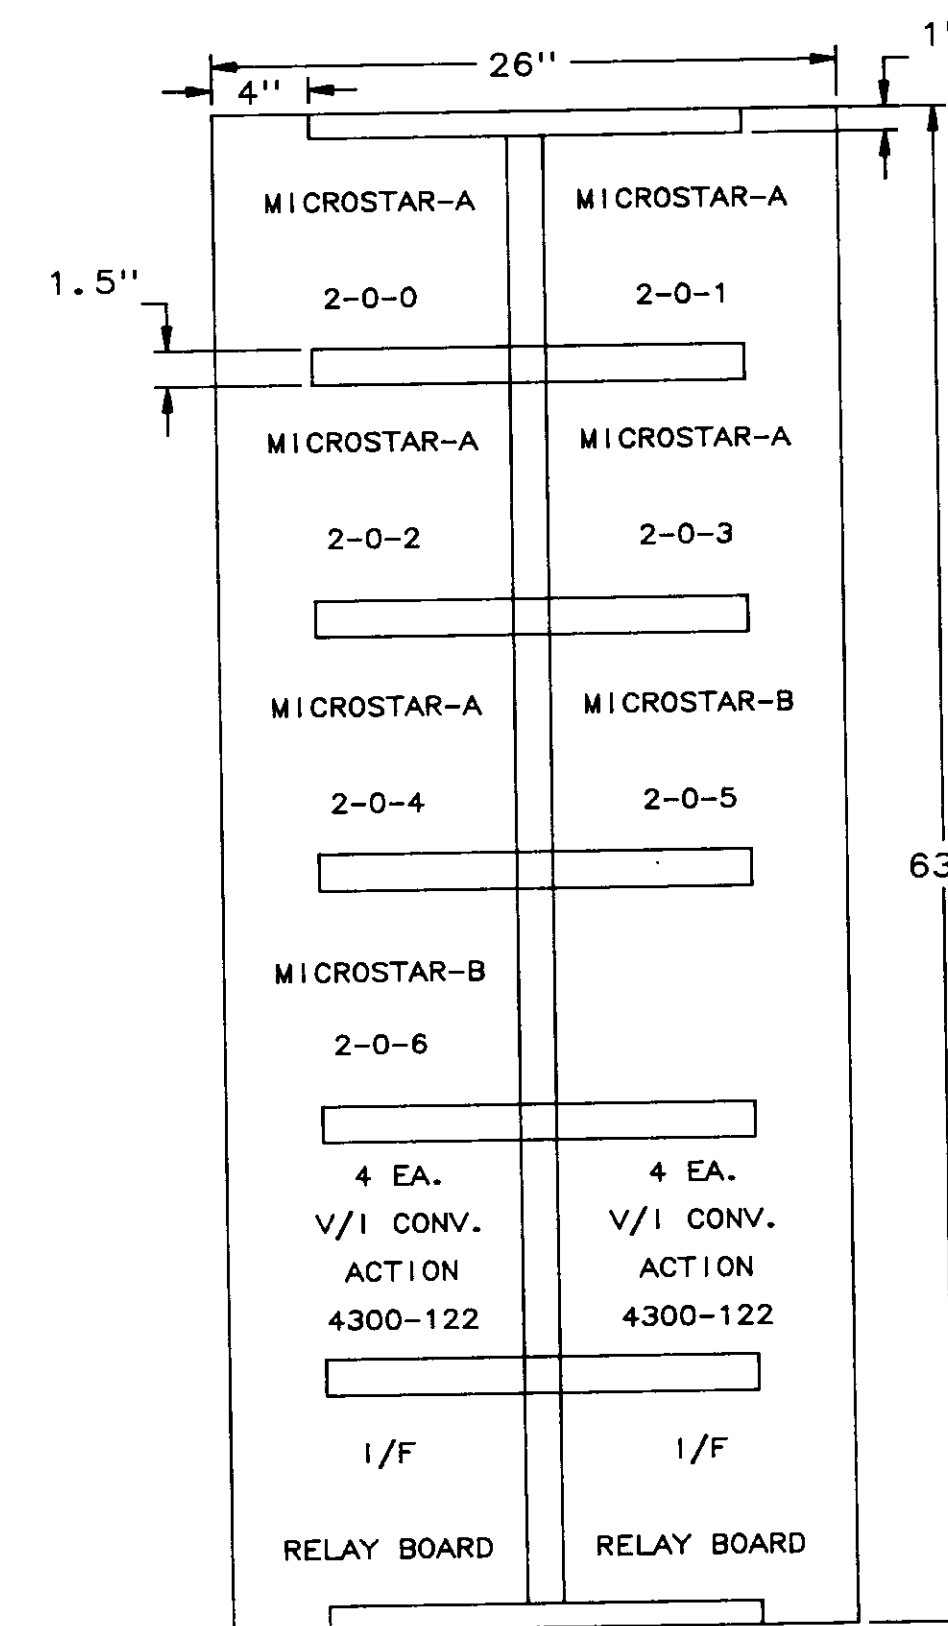 1"
26"
4"
MICROSTAR-A MICROSTAR-A
1.5"
2-0-0 2-0-1
MICROSTAR-A MICROSTAR-A
2-0-2 2-0-3
MICROSTAR-A MICROSTAR-B
2-0-4 2-0-5
63
MICROSTAR-B
2-0-6
4 EA. 4 EA.
V/I CONV. V/I CONV.
ACTION ACTION
4300-122 4300-122
I/F I/F
RELAY BOARD RELAY BOARD